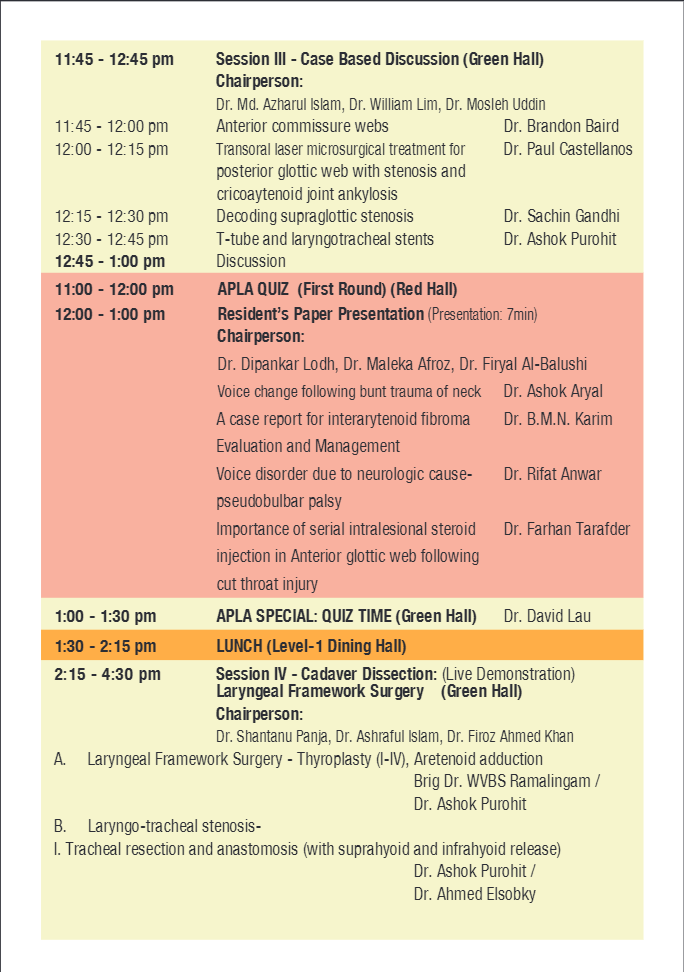 11:45 - 12:45 pm Session III - Case Based Discussion (Green Hall)
Chairperson:
Dr. Md. Azharul Islam, Dr. William Lim, Dr. Mosleh Uddin
11:45 - 12:00 pm Anterior commissure webs Dr. Brandon Baird
12:00 - 12:15 pm Transoral laser microsurgical treatment for Dr. Paul Castellanos
posterior glottic web with stenosis and
cricoaytenoid joint ankylosis
12:15 - 12:30 pm Decoding supraglottic stenosis Dr. Sachin Gandhi
12:30 - 12:45 pm T-tube and laryngotracheal stents Dr. Ashok Purohit
12:45 - 1:00 pm Discussion
11:00 - 12:00 pm APLA QUIZ (First Round) (Red Hall)
12:00 - 1:00 pm Resident's Paper Presentation (Presentation: 7min)
Chairperson:
Dr. Dipankar Lodh, Dr. Maleka Afroz, Dr. Firyal Al-Balushi
Voice change following bunt trauma of neck Dr. Ashok Aryal
A case report for interarytenoid fibroma Dr. B.M.N. Karim
Evaluation and Management
Voice disorder due to neurologic cause- Dr. Rifat Anwar
pseudobulbar palsy
Importance of serial intralesional steroid Dr. Farhan Tarafder
injection in Anterior glottic web following
cut throat injury
1:00 - 1:30 pm APLA SPECIAL: QUIZ TIME (Green Hall) Dr. David Lau
1:30 - 2:15 pm LUNCH (Level-1 Dining Hall)
2:15 - 4:30 pm Session IV - Cadaver Dissection: (Live Demonstration)
Laryngeal Framework Surgery (Green Hall)
Chairperson:
Dr. Shantanu Panja, Dr. Ashraful Islam, Dr. Firoz Ahmed Khan
A. Laryngeal Framework Surgery - Thyroplasty (I-IV), Aretenoid adduction
Brig Dr. WVBS Ramalingam /
Dr. Ashok Purohit
B. Laryngo-tracheal stenosis-
I. Tracheal resection and anastomosis (with suprahyoid and infrahyoid release)
Dr. Ashok Purohit /
Dr. Ahmed Elsobky